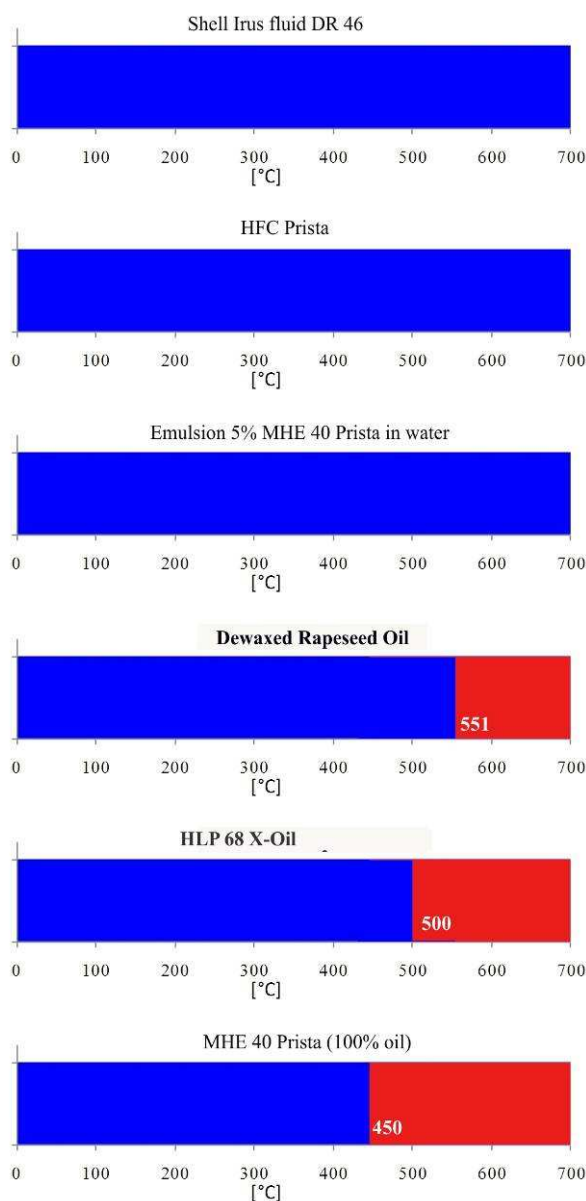 Shell Irus fluid DR 46
0 100 200 300 400 500 600 700
[°C]
HFC Prista
0 100 200 300 400 500 600 700
[°C]
Emulsion 5% MHE 40 Prista in water
0 100 200 300 400 500 600 700
[°C]
Dewaxed Rapeseed Oil
551
0 100 200 300 400 500 600 700
[°C]
HLP 68 X-Oil
500
0 100 200 300 400 500 600 700
[°C]
MHE 40 Prista (100% oil)
450
0 100 200 300 400 500 600 700
[°C]